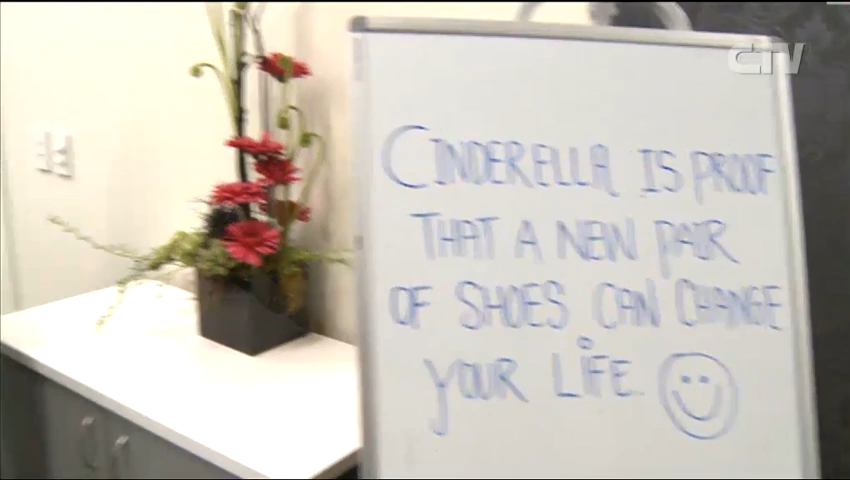 CTV
CINDERELLA IS PROOF
THAT A NEW PAIR
OF SHOES CAN CHANGE
YOUR LIFE.